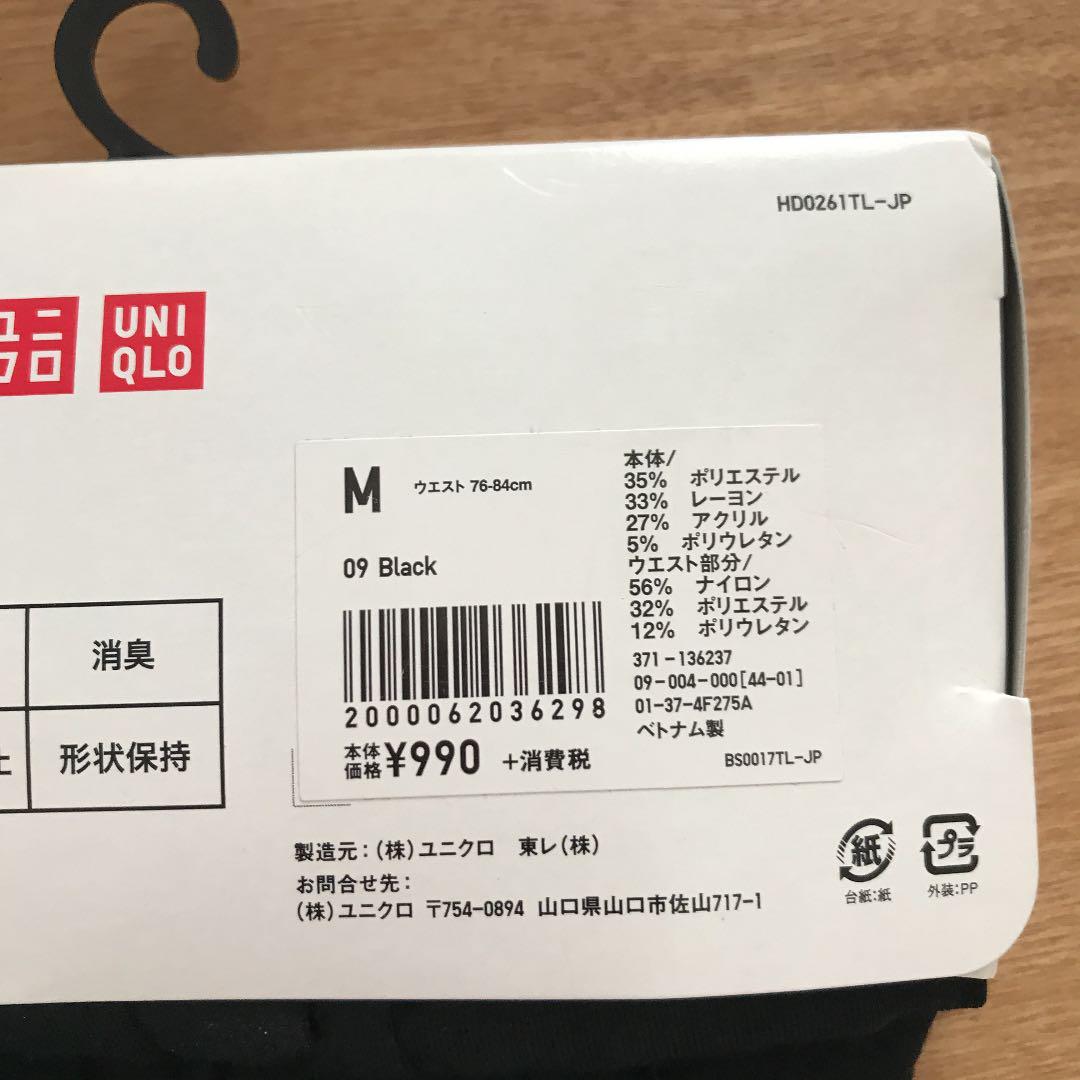 HD0261TL-JP
ユニ
クロ
UNI
QLO
M ウエスト 76-84cm
09 Black
2000062036298
本体
価格 ¥990 +消費税
本体/
35% ポリエステル
33% レーヨン
27% アクリル
5% ポリウレタン
ウエスト部分/
56% ナイロン
32% ポリエステル
12% ポリウレタン
371-136237
09-004-000[44-01]
01-37-4F275A
ベトナム製
BS0017TL-JP
消臭
止
形状保持
製造元:(株)ユニクロ 東レ(株)
お問合せ先:
(株)ユニクロ 〒754-0894 山口県山口市佐山717-1
紙
台紙:紙
プラ
外装:PP